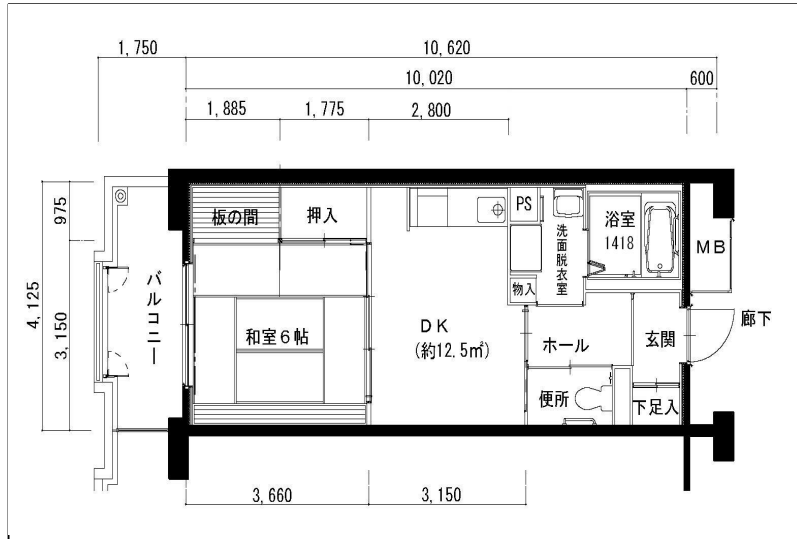 1,750
10,620
10,020
600
1,885
1,775
2,800
975
4,125
3,150
板の間
押入
PS
洗面脱衣室
浴室
1418
MB
バルコニー
物入
和室6帖
DK
(約12.5㎡)
ホール
玄関
廊下
便所
下足入
3,660
3,150